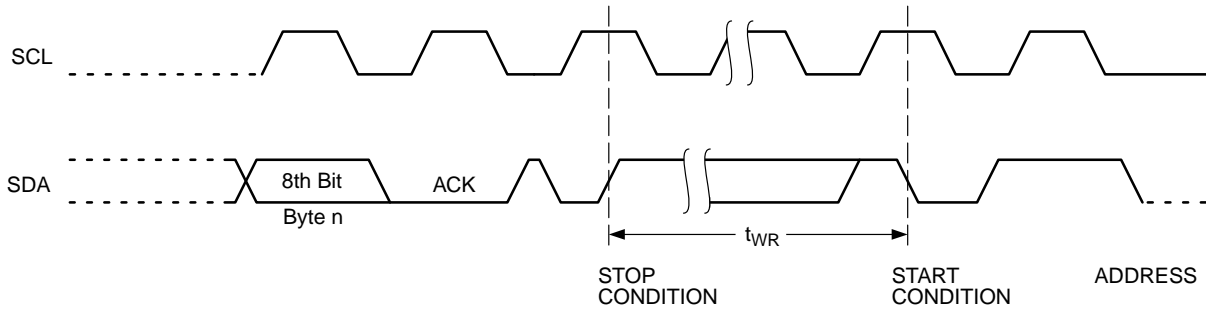 SCL
SDA
8th Bit
Byte n
ACK
tWR
STOP
CONDITION
START
CONDITION
ADDRESS